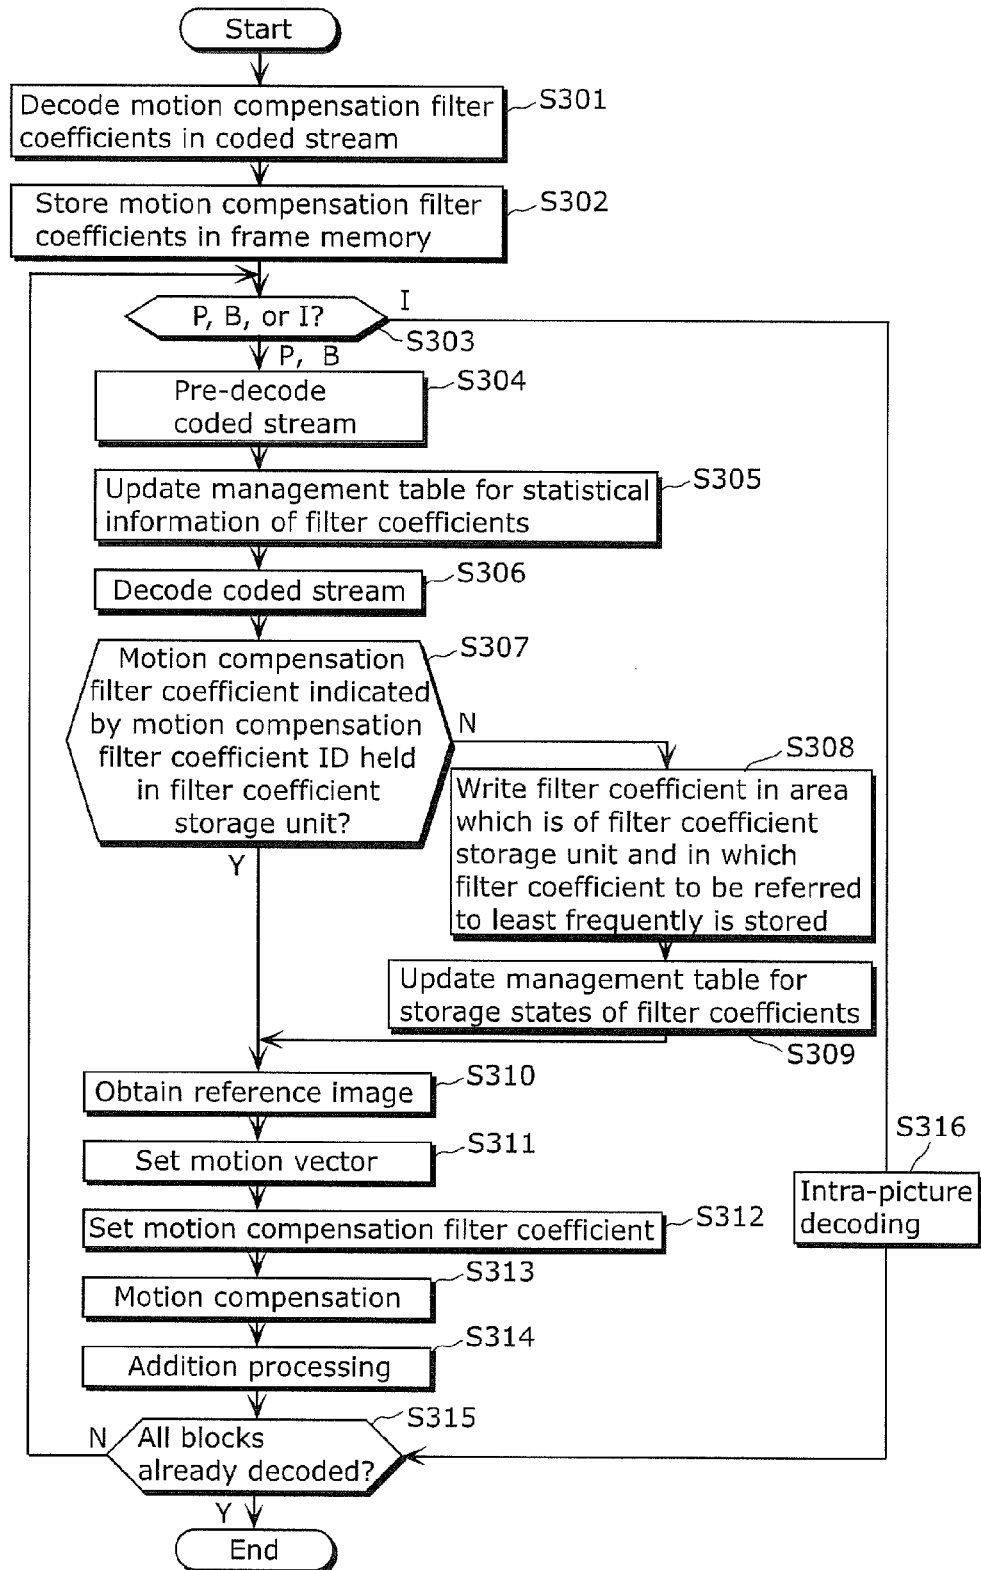 Start
Decode motion compensation filter
coefficients in coded stream
S301
Store motion compensation filter
coefficients in frame memory
S302
P, B, or I?
I
S303
P, B
Pre-decode
coded stream
S304
Update management table for statistical
information of filter coefficients
S305
Decode coded stream
S306
Motion compensation
filter coefficient indicated
by motion compensation
filter coefficient ID held
in filter coefficient
storage unit?
S307
N
Y
S308
Write filter coefficient in area
which is of filter coefficient
storage unit and in which
filter coefficient to be referred
to least frequently is stored
Update management table for
storage states of filter coefficients
S309
Obtain reference image
S310
Set motion vector
S311
Set motion compensation filter coefficient
S312
Motion compensation
S313
Addition processing
S314
S316
Intra-picture
decoding
All blocks
already decoded?
S315
N
Y
End